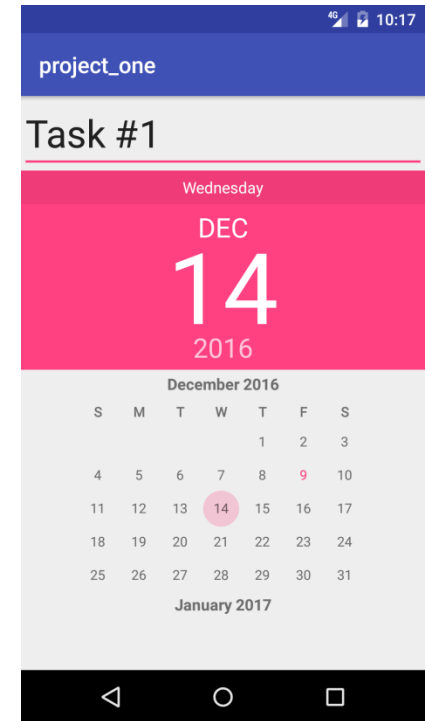 4G 10:17
project_one
Task #1
Wednesday
DEC
14
2016
December 2016
S M T W T F S
1 2 3
4 5 6 7 8 9 10
11 12 13 14 15 16 17
18 19 20 21 22 23 24
25 26 27 28 29 30 31
January 2017